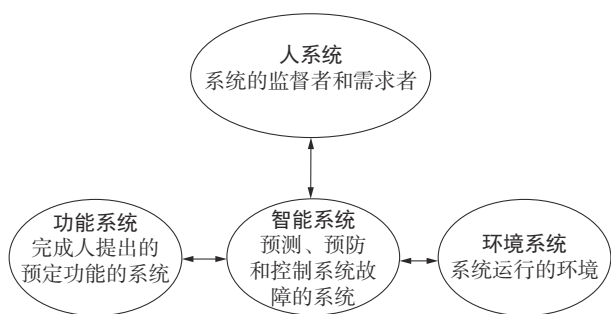 人系统
系统的监督者和需求者
功能系统
完成人提出的
预定功能的系统
智能系统
预测、预防
和控制系统故
障的系统
环境系统
系统运行的环境